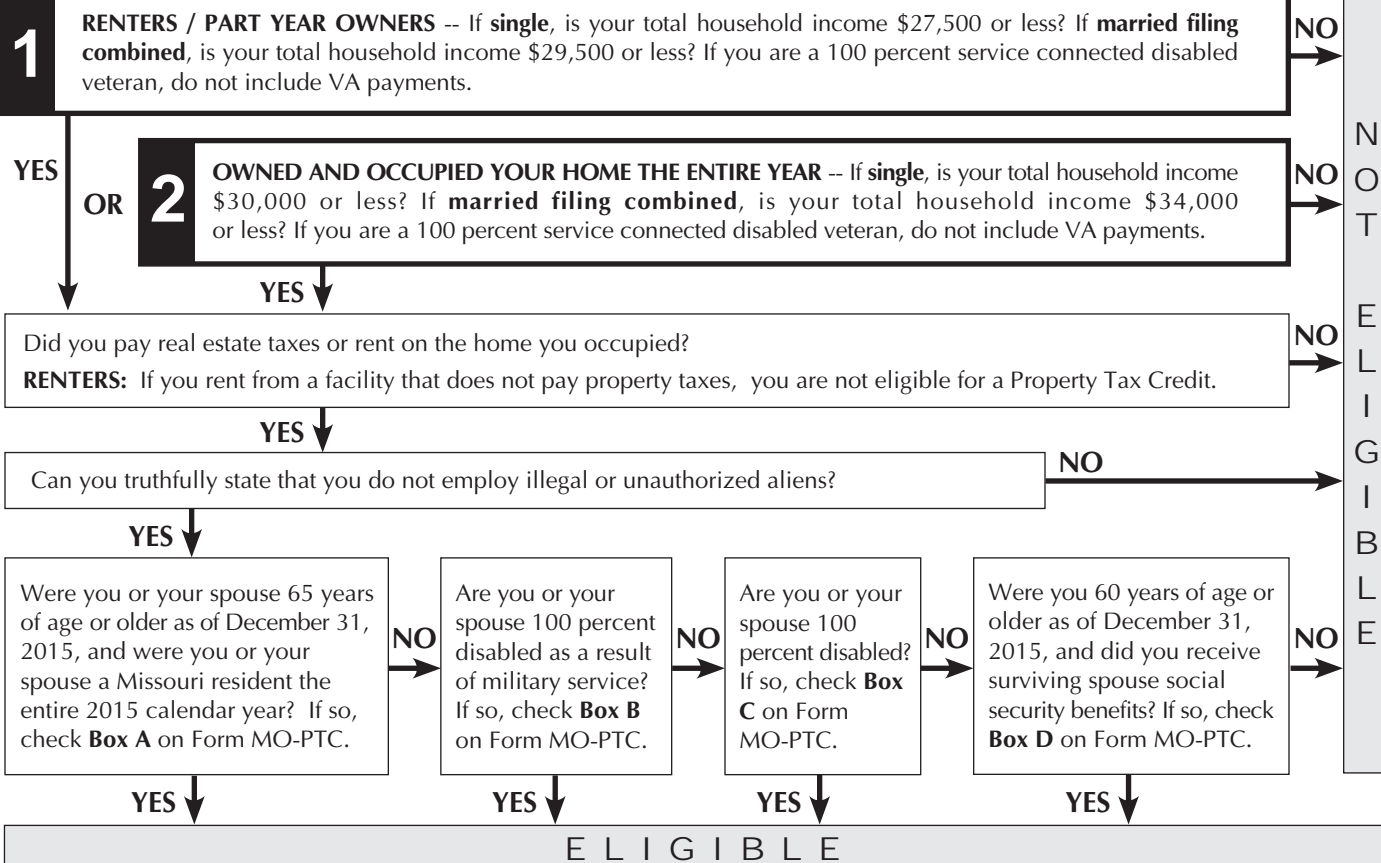 1
RENTERS / PART YEAR OWNERS -- If single, is your total household income $27,500 or less? If married filing
combined, is your total household income $29,500 or less? If you are a 100 percent service connected disabled
veteran, do not include VA payments.
NO
YES
OR
2
OWNED AND OCCUPIED YOUR HOME THE ENTIRE YEAR -- If single, is your total household income
$30,000 or less? If married filing combined, is your total household income $34,000
or less? If you are a 100 percent service connected disabled veteran, do not include VA payments.
NO
YES
Did you pay real estate taxes or rent on the home you occupied?
RENTERS: If you rent from a facility that does not pay property taxes, you are not eligible for a Property Tax Credit.
NO
YES
Can you truthfully state that you do not employ illegal or unauthorized aliens?
NO
YES
Were you or your spouse 65 years
of age or older as of December 31,
2015, and were you or your
spouse a Missouri resident the
entire 2015 calendar year? If so,
check Box A on Form MO-PTC.
NO
Are you or your
spouse 100 percent
disabled as a result
of military service?
If so, check Box B
on Form MO-PTC.
NO
Are you or your
spouse 100
percent disabled?
If so, check Box
C on Form
MO-PTC.
NO
Were you 60 years of age or
older as of December 31,
2015, and did you receive
surviving spouse social
security benefits? If so, check
Box D on Form MO-PTC.
NO
YES
YES
YES
YES
NOT ELIGIBLE
ELIGIBLE